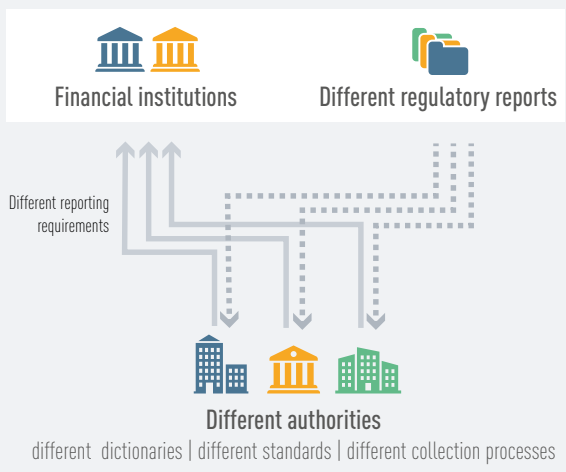 Financial institutions
Different regulatory reports
Different reporting
requirements
Different authorities
different dictionaries | different standards | different collection processes